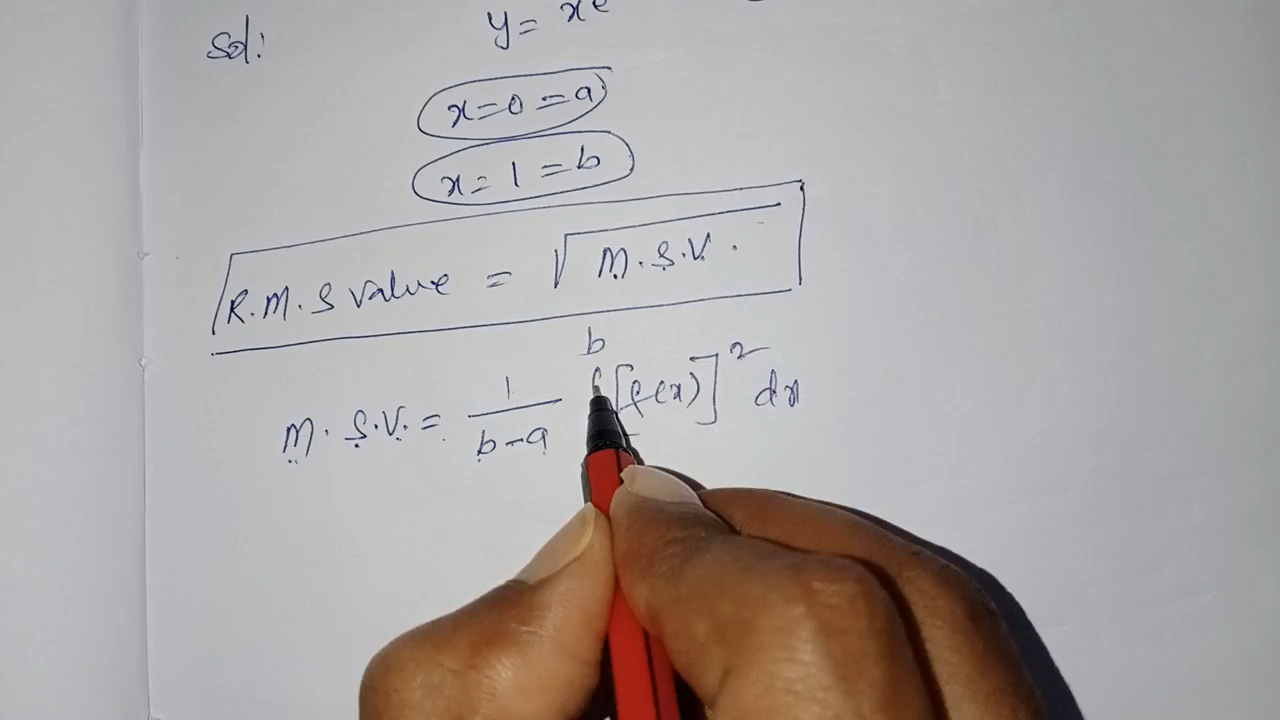 Sol:
y = xe
x=0=a
x=1=b
R.M.S value = √M.S.V.
M.S.V. = 1/b-a ∫b [f(x)]² dx